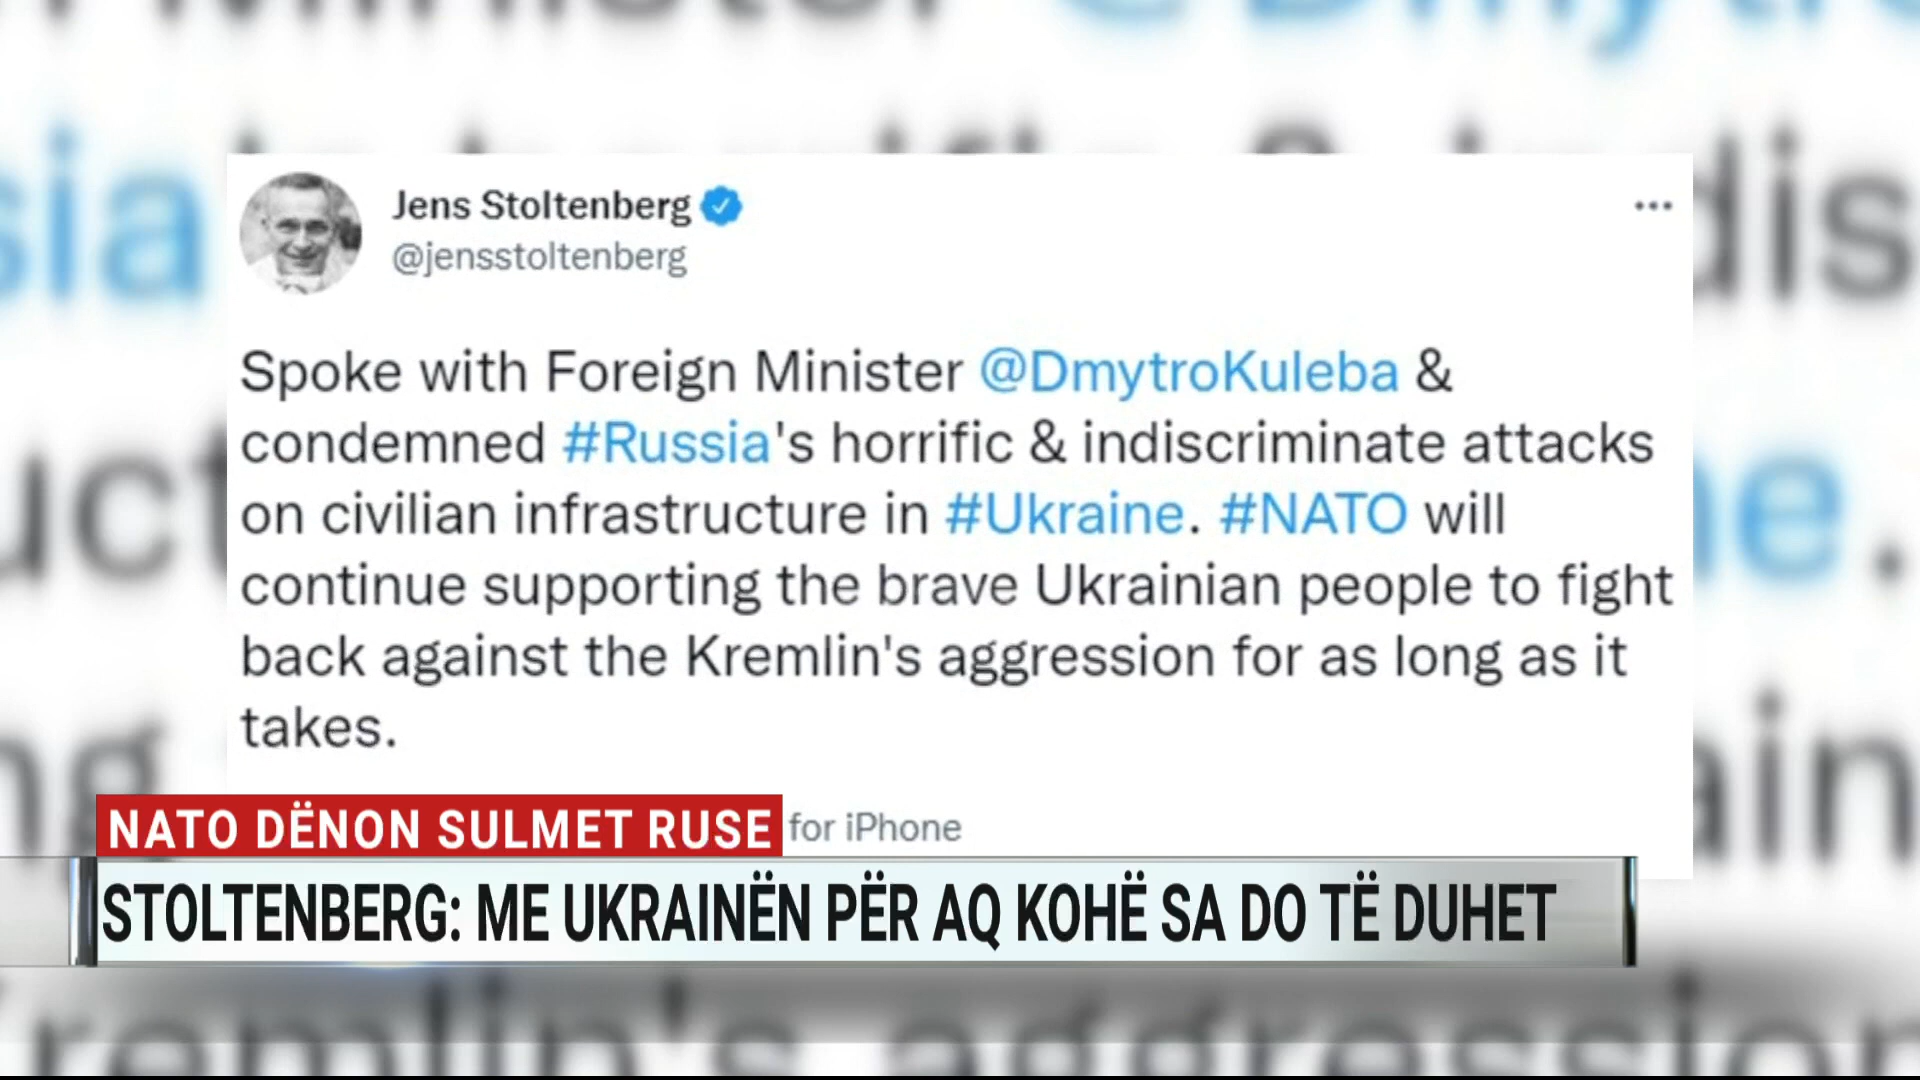 Jens Stoltenberg
@jensstoltenberg
Spoke with Foreign Minister @DmytroKuleba &
condemned #Russia's horrific & indiscriminate attacks
on civilian infrastructure in #Ukraine. #NATO will
continue supporting the brave Ukrainian people to fight
back against the Kremlin's aggression for as long as it
takes.
for iPhone
NATO DËNON SULMET RUSE
STOLTENBERG: ME UKRAINËN PËR AQ KOHË SA DO TË DUHET